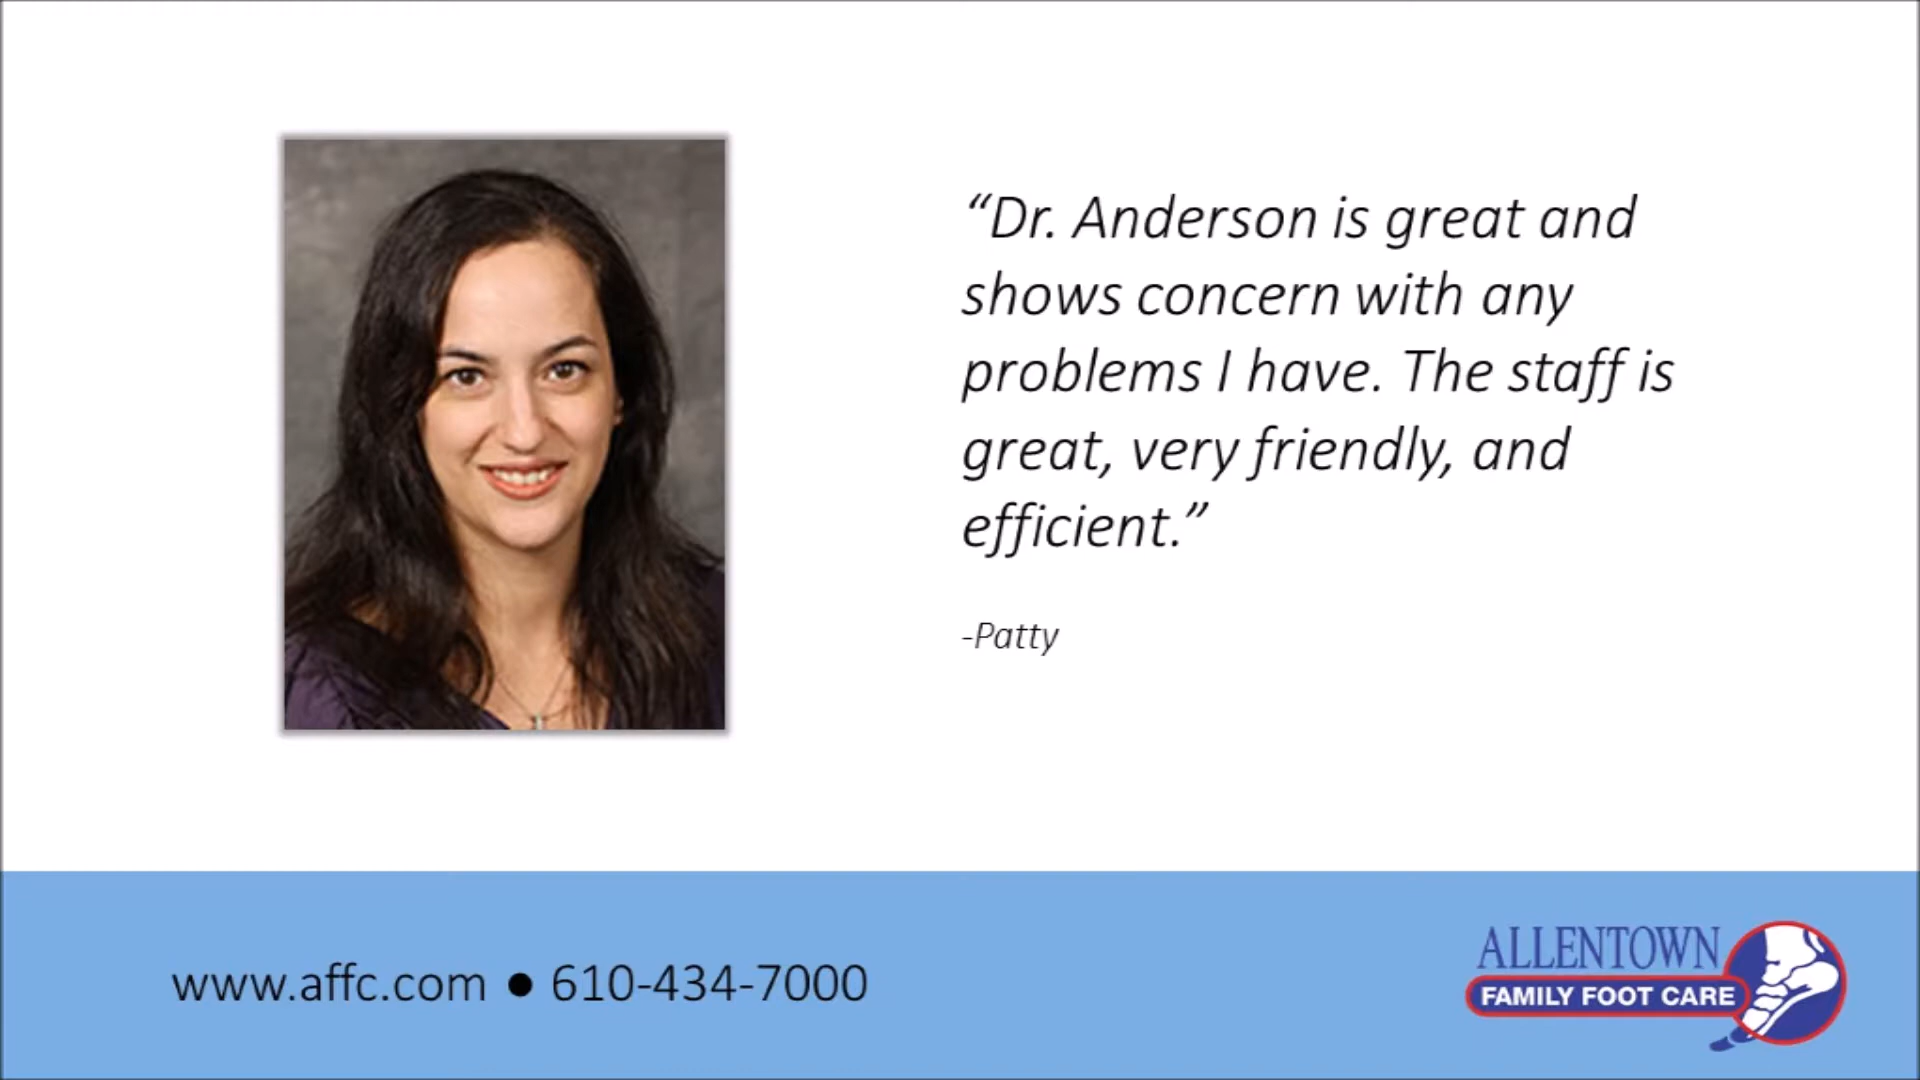 “Dr. Anderson is great and
shows concern with any
problems I have. The staff is
great, very friendly, and
efficient.”
-Patty
www.affc.com ● 610-434-7000
ALLENTOWN
FAMILY FOOT CARE